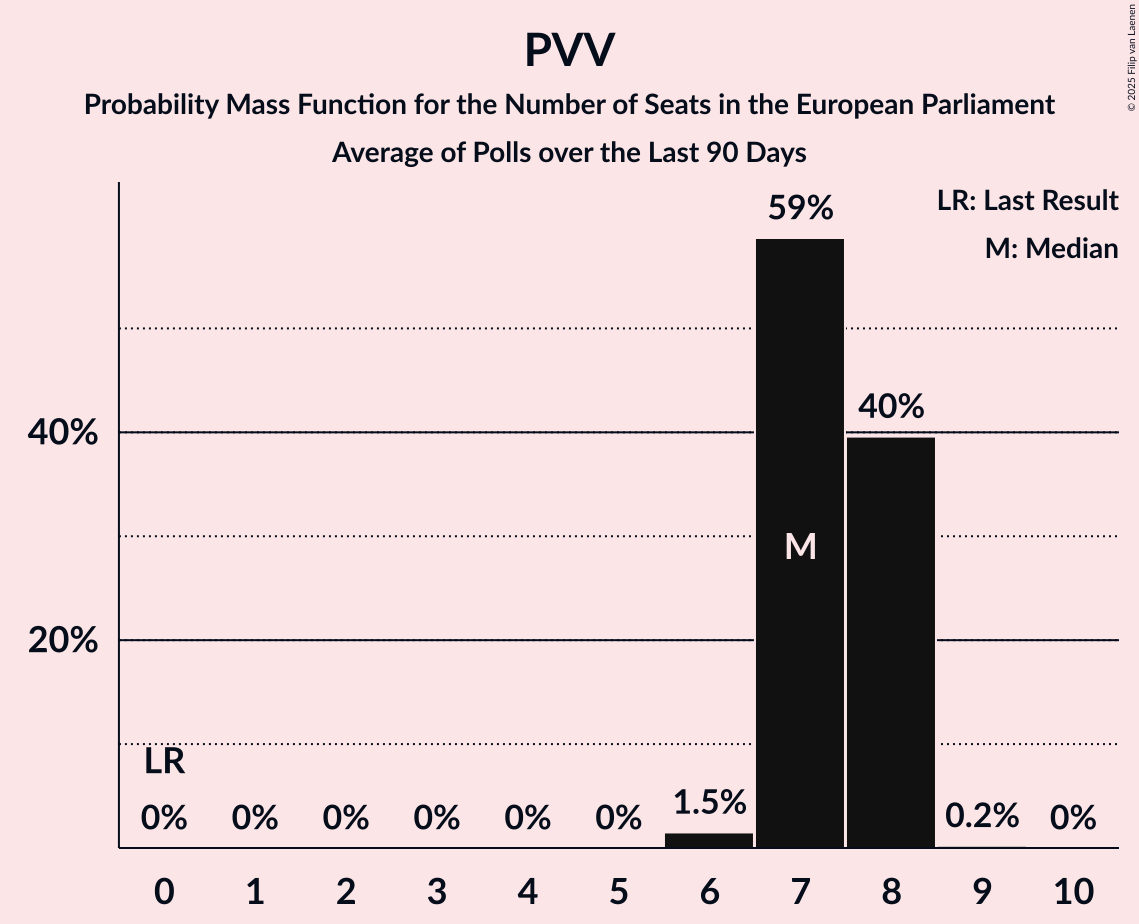 PVV
Probability Mass Function for the Number of Seats in the European Parliament
Average of Polls over the Last 90 Days
© 2025 Filip van Laenen
LR: Last Result
M: Median
59%
40%
40%
M
20%
LR
0% 0% 0% 0% 0% 0% 1.5% 0.2% 0%
0 1 2 3 4 5 6 7 8 9 10